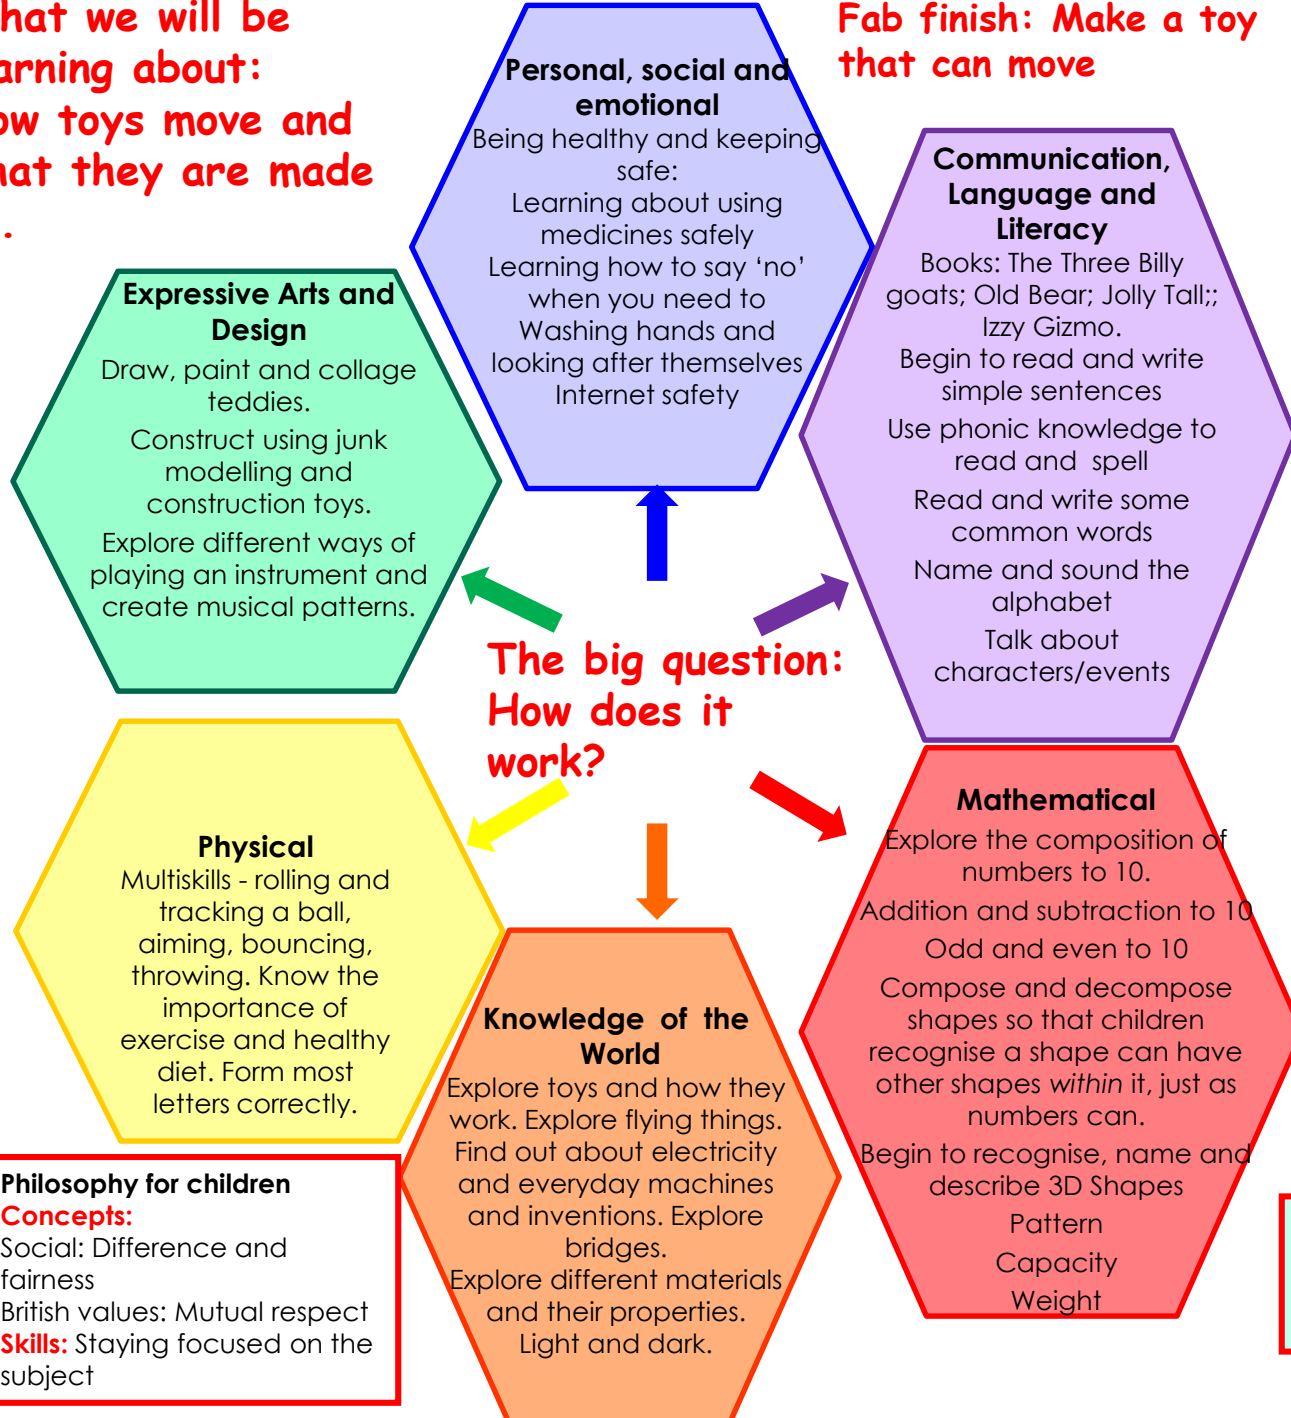 hat we will be
arning about:
ow toys move and
hat they are made
.
Fab finish: Make a toy
that can move
Personal, social and
emotional
Being healthy and keeping
safe:
Learning about using
medicines safely
Learning how to say ‘no’
when you need to
Washing hands and
looking after themselves
Internet safety
Communication,
Language and
Literacy
Books: The Three Billy
goats; Old Bear; Jolly Tall;;
Izzy Gizmo.
Begin to read and write
simple sentences
Use phonic knowledge to
read and  spell
Read and write some
common words
Name and sound the
alphabet
Talk about
characters/events
Expressive Arts and
Design
Draw, paint and collage
teddies.
Construct using junk
modelling and
construction toys.
Explore different ways of
playing an instrument and
create musical patterns.
The big question:
How does it
work?
Physical
Multiskills - rolling and
tracking a ball,
aiming, bouncing,
throwing. Know the
importance of
exercise and healthy
diet. Form most
letters correctly.
Knowledge of the
World
Explore toys and how they
work. Explore flying things.
Find out about electricity
and everyday machines
and inventions. Explore
bridges.
Explore different materials
and their properties.
Light and dark.
Mathematical
Explore the composition of
numbers to 10.
Addition and subtraction to 10
Odd and even to 10
Compose and decompose
shapes so that children
recognise a shape can have
other shapes within it, just as
numbers can.
Begin to recognise, name and
describe 3D Shapes
Pattern
Capacity
Weight
Philosophy for children
Concepts:
Social: Difference and
fairness
British values: Mutual respect
Skills: Staying focused on the
subject